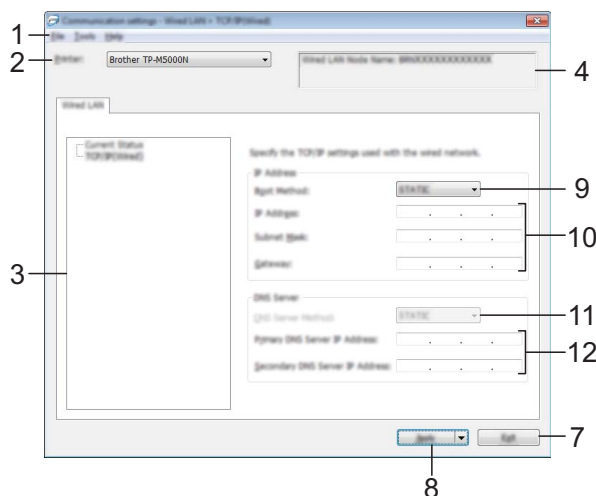 Communication settings - Wired LAN > TCP/IP(Wired)
1
File Tools Help
2
Printer:
Brother TP-M5000N
Wired LAN Node Name: BRNXXXXXXXXXXXX
4
Wired LAN
Current Status
TCP/IP(Wired)
Specify the TCP/IP settings used with the wired network.
IP Address
Boot Method:
STATIC
9
IP Address:
10
Subnet Mask:
Gateway:
3
DNS Server
DNS Server Method:
STATIC
11
Primary DNS Server IP Address:
12
Secondary DNS Server IP Address:
Apply
Exit
7
8